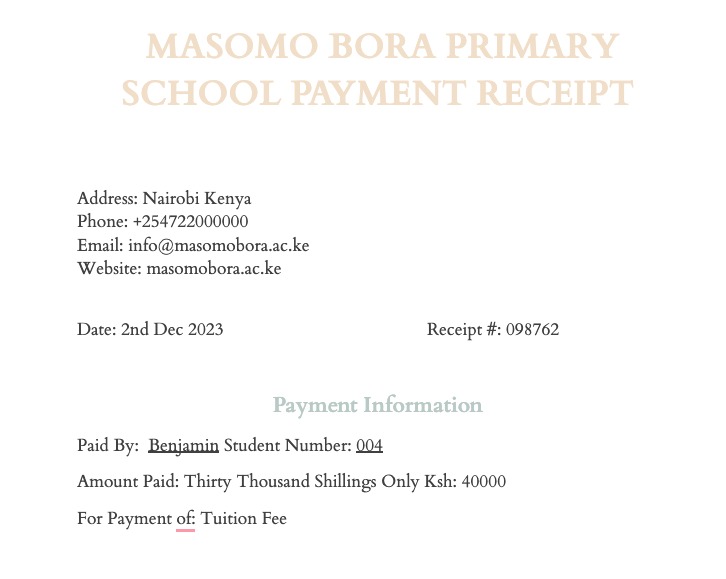 MASOMO BORA PRIMARY
SCHOOL PAYMENT RECEIPT
Address: Nairobi Kenya
Phone: +254722000000
Email: info@masomobora.ac.ke
Website: masomobora.ac.ke
Date: 2nd Dec 2023 Receipt #: 098762
Payment Information
Paid By: Benjamin Student Number: 004
Amount Paid: Thirty Thousand Shillings Only Ksh: 40000
For Payment of: Tuition Fee